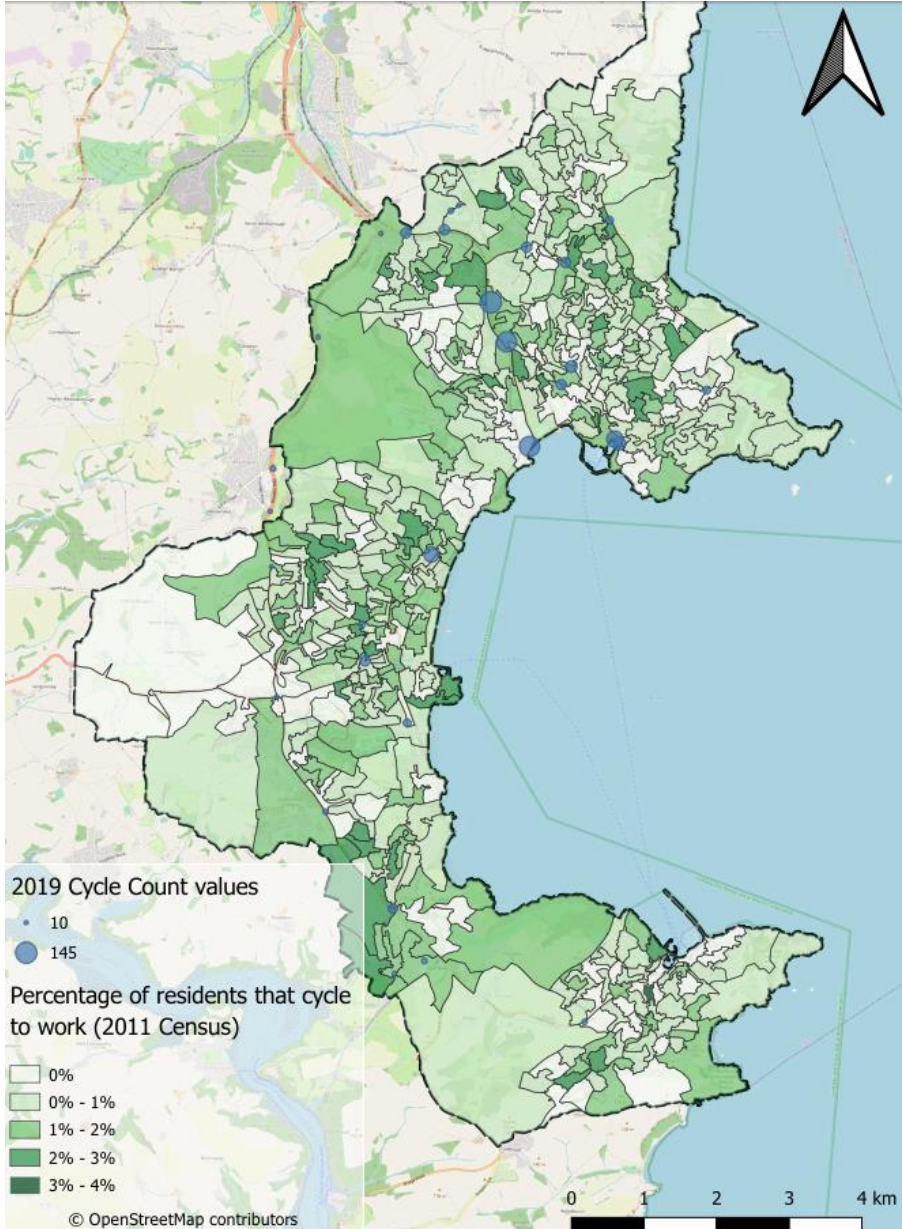 2019 Cycle Count values
10
145
Percentage of residents that cycle
to work (2011 Census)
0%
0% - 1%
1% - 2%
2% - 3%
3% - 4%
© OpenStreetMap contributors
0 1 2 3 4 km